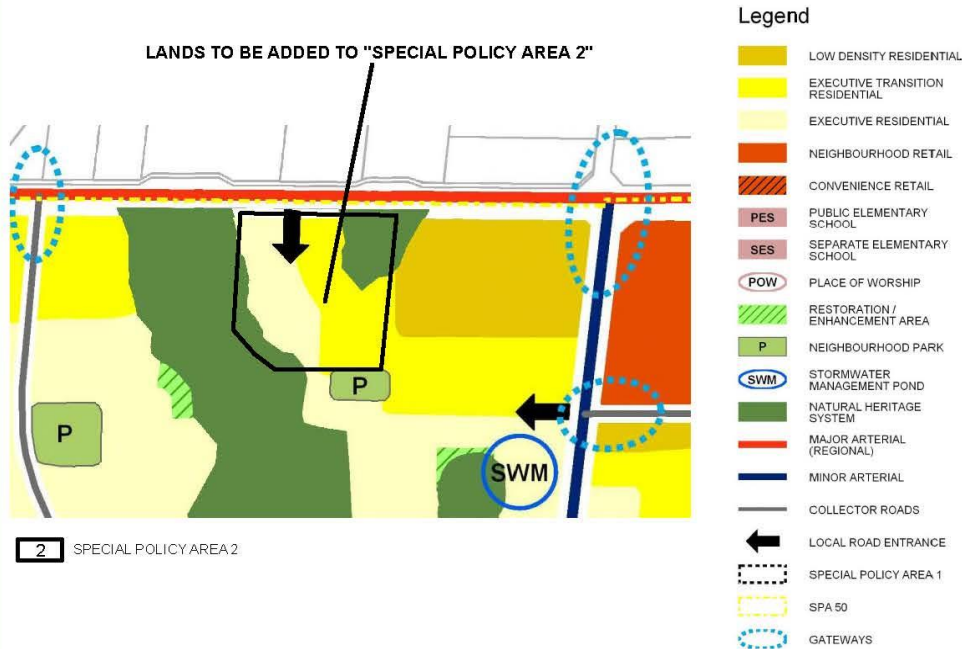 LANDS TO BE ADDED TO "SPECIAL POLICY AREA 2"
P
P
SWM
2 SPECIAL POLICY AREA 2
Legend
LOW DENSITY RESIDENTIAL
EXECUTIVE TRANSITION
RESIDENTIAL
EXECUTIVE RESIDENTIAL
NEIGHBOURHOOD RETAIL
CONVENIENCE RETAIL
PES PUBLIC ELEMENTARY
SCHOOL
SES SEPARATE ELEMENTARY
SCHOOL
POW PLACE OF WORSHIP
RESTORATION /
ENHANCEMENT AREA
P NEIGHBOURHOOD PARK
SWM STORMWATER
MANAGEMENT POND
NATURAL HERITAGE
SYSTEM
MAJOR ARTERIAL
(REGIONAL)
MINOR ARTERIAL
COLLECTOR ROADS
LOCAL ROAD ENTRANCE
SPECIAL POLICY AREA 1
SPA 50
GATEWAYS